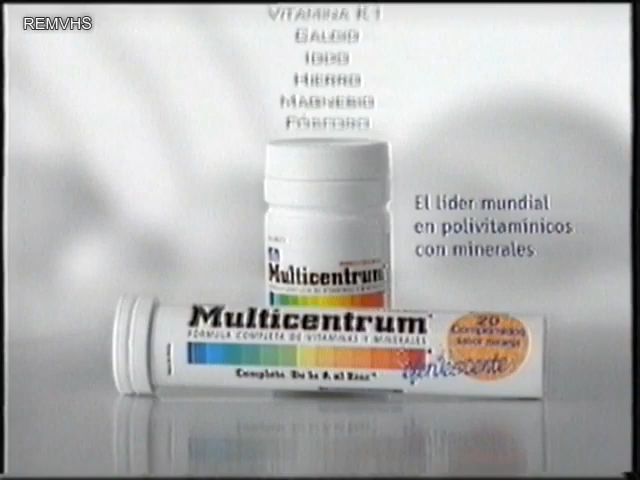 REMVHS
VITAMINA K1
CALCIO
IODO
HIERRO
MAGNESIO
FÓSFORO
El líder mundial
en polivitamínicos
con minerales
Multicentrum
Multicentrum
FÓRMULA COMPLETA DE VITAMINAS Y MINERALES
Completo De la A al Zinc
20
Comprimidos
sabor naranja
efervescente